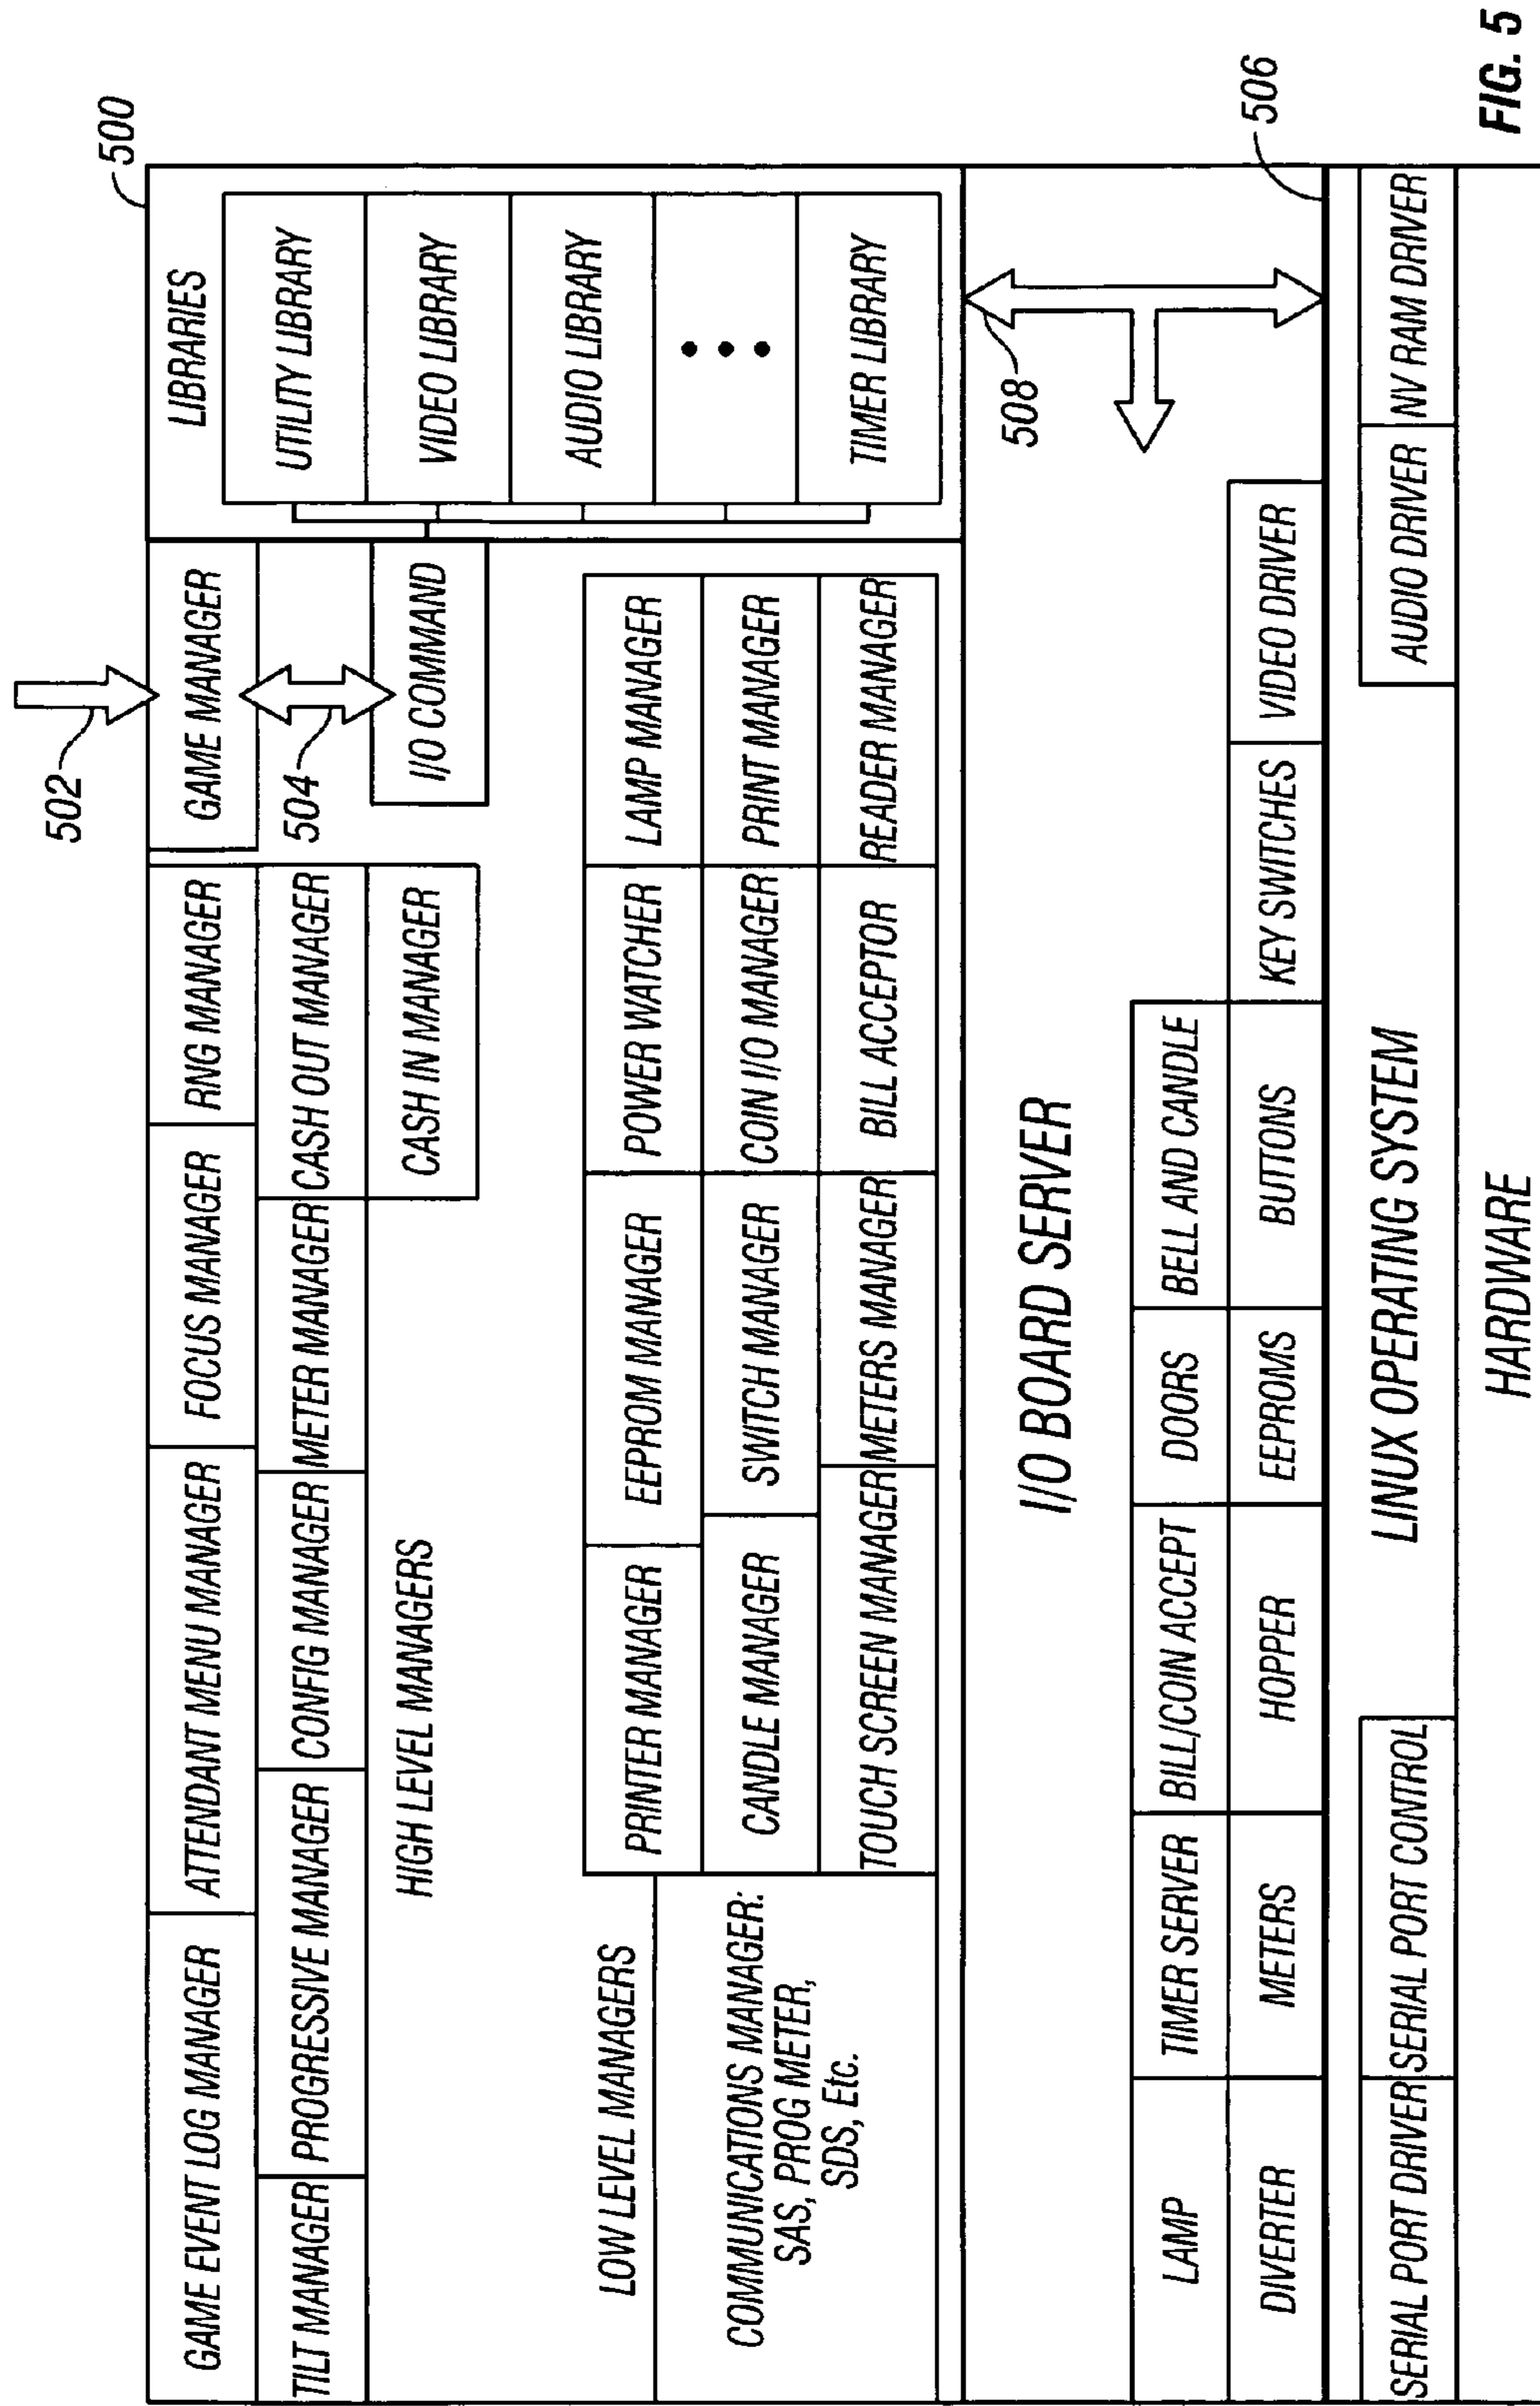 502
500
GAME EVENT LOG MANAGER
ATTENDANT MENU MANAGER
FOCUS MANAGER
RNG MANAGER
GAME MANAGER
LIBRARIES
TILT MANAGER
PROGRESSIVE MANAGER
CONFIG MANAGER
METER MANAGER
CASH OUT MANAGER
504
UTILITY LIBRARY
HIGH LEVEL MANAGERS
CASH IN MANAGER
I/O COMMAND
VIDEO LIBRARY
AUDIO LIBRARY
• • •
TIMER LIBRARY
LOW LEVEL MANAGERS
PRINTER MANAGER
EEPROM MANAGER
POWER WATCHER
LAMP MANAGER
COMMUNICATIONS MANAGER:
SAS, PROG METER,
SDS, Etc.
CANDLE MANAGER
SWITCH MANAGER
COIN I/O MANAGER
PRINT MANAGER
TOUCH SCREEN MANAGER
METERS MANAGER
BILL ACCEPTOR
READER MANAGER
I/O BOARD SERVER
508
LAMP
TIMER SERVER
BILL/COIN ACCEPT
DOORS
BELL AND CANDLE
DIVERTER
METERS
HOPPER
EEPROMS
BUTTONS
KEY SWITCHES
VIDEO DRIVER
506
SERIAL PORT DRIVER
SERIAL PORT CONTROL
LINUX OPERATING SYSTEM
AUDIO DRIVER
NV RAM DRIVER
HARDWARE
FIG. 5